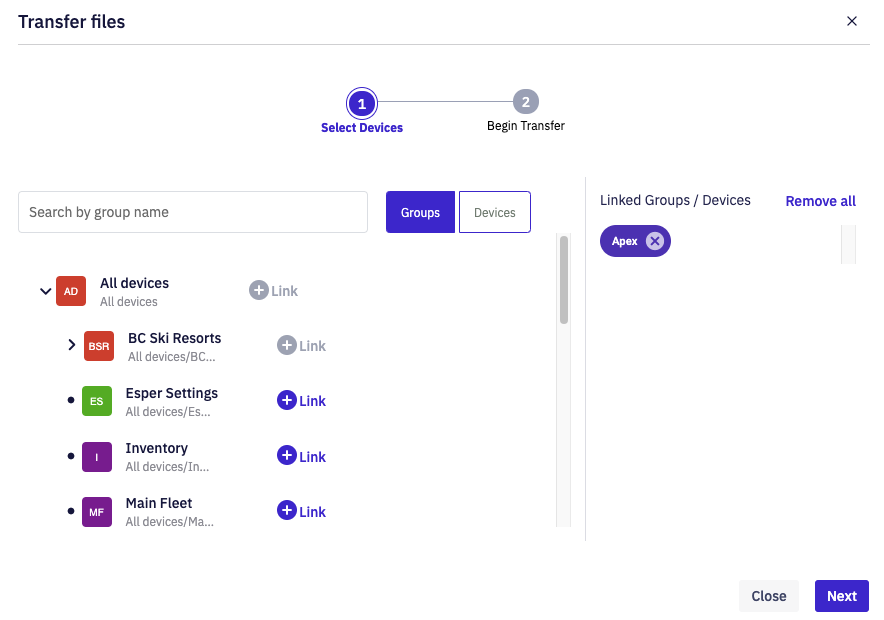 Transfer files
1
2
Select Devices
Begin Transfer
Search by group name
Groups
Devices
Linked Groups / Devices
Remove all
Apex
AD
All devices
All devices
Link
BSR
BC Ski Resorts
All devices/BC...
Link
ES
Esper Settings
All devices/Es...
Link
I
Inventory
All devices/In...
Link
MF
Main Fleet
All devices/Ma...
Link
Close
Next